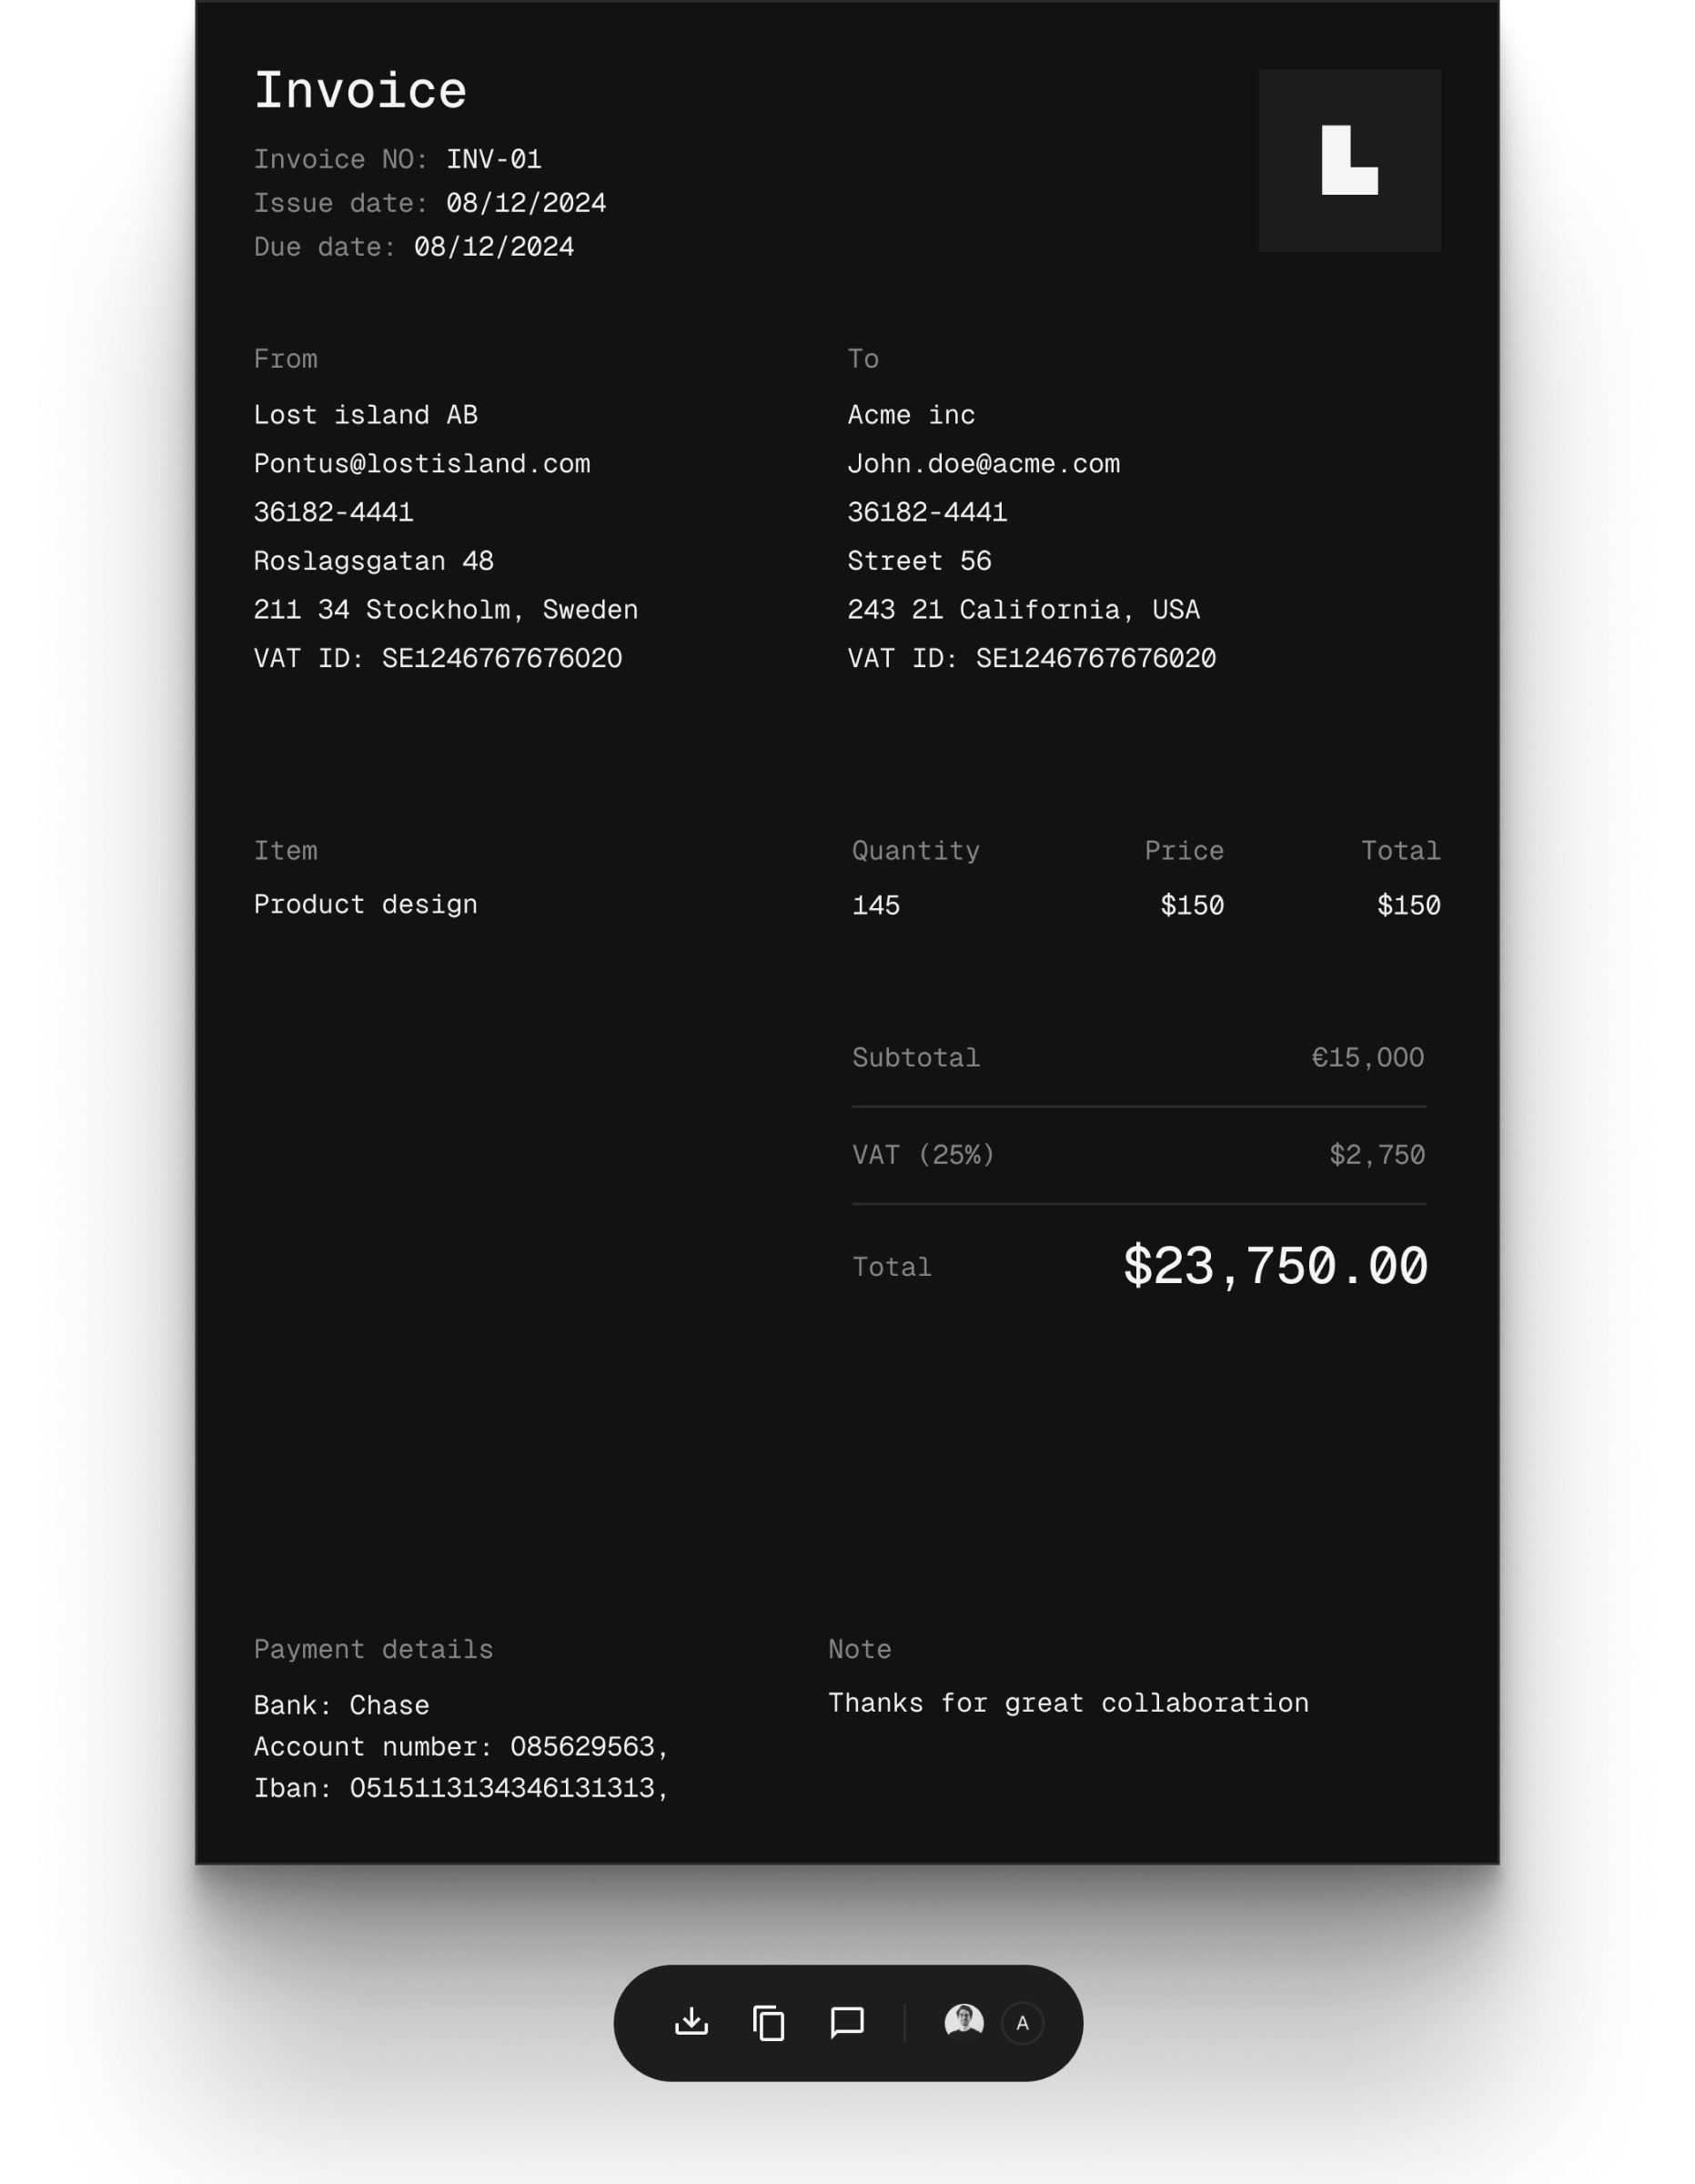 Invoice
Invoice NO: INV-01
Issue date: 08/12/2024
Due date: 08/12/2024
L
From
Lost island AB
Pontus@lostisland.com
36182-4441
Roslagsgatan 48
211 34 Stockholm, Sweden
VAT ID: SE1246767676020
To
Acme inc
John.doe@acme.com
36182-4441
Street 56
243 21 California, USA
VAT ID: SE1246767676020
Item Quantity Price Total
Product design 145 $150 $150
Subtotal €15,000
VAT (25%) $2,750
Total $23,750.00
Payment details
Bank: Chase
Account number: 085629563,
Iban: 0515113134346131313,
Note
Thanks for great collaboration
A